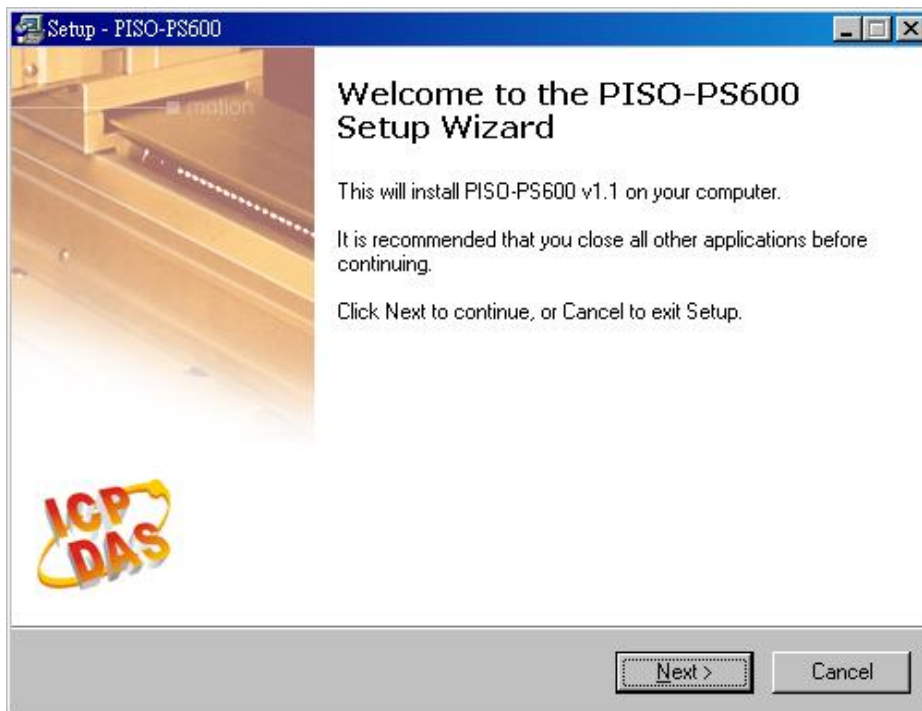 Setup - PISO-PS600
motion
Welcome to the PISO-PS600
Setup Wizard
This will install PISO-PS600 v1.1 on your computer.
It is recommended that you close all other applications before
continuing.
Click Next to continue, or Cancel to exit Setup.
ICP
DAS
Next >
Cancel